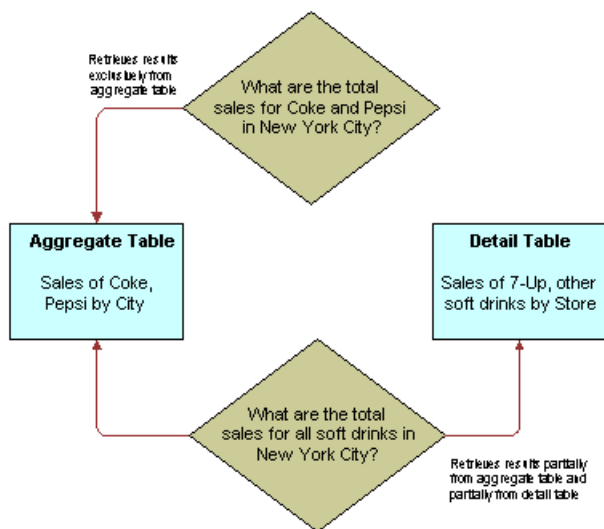 Retrieves results
exclusively from
aggregate table
What are the total
sales for Coke and Pepsi
in New York City?
Aggregate Table
Sales of Coke,
Pepsi by City
Detail Table
Sales of 7-Up, other
soft drinks by Store
What are the total
sales for all soft drinks in
New York City?
Retrieves results partially
from aggregate table and
partially from detail table